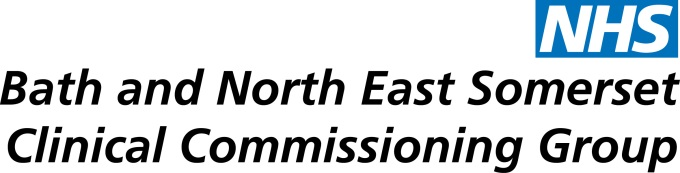 NHS
Bath and North East Somerset
Clinical Commissioning Group